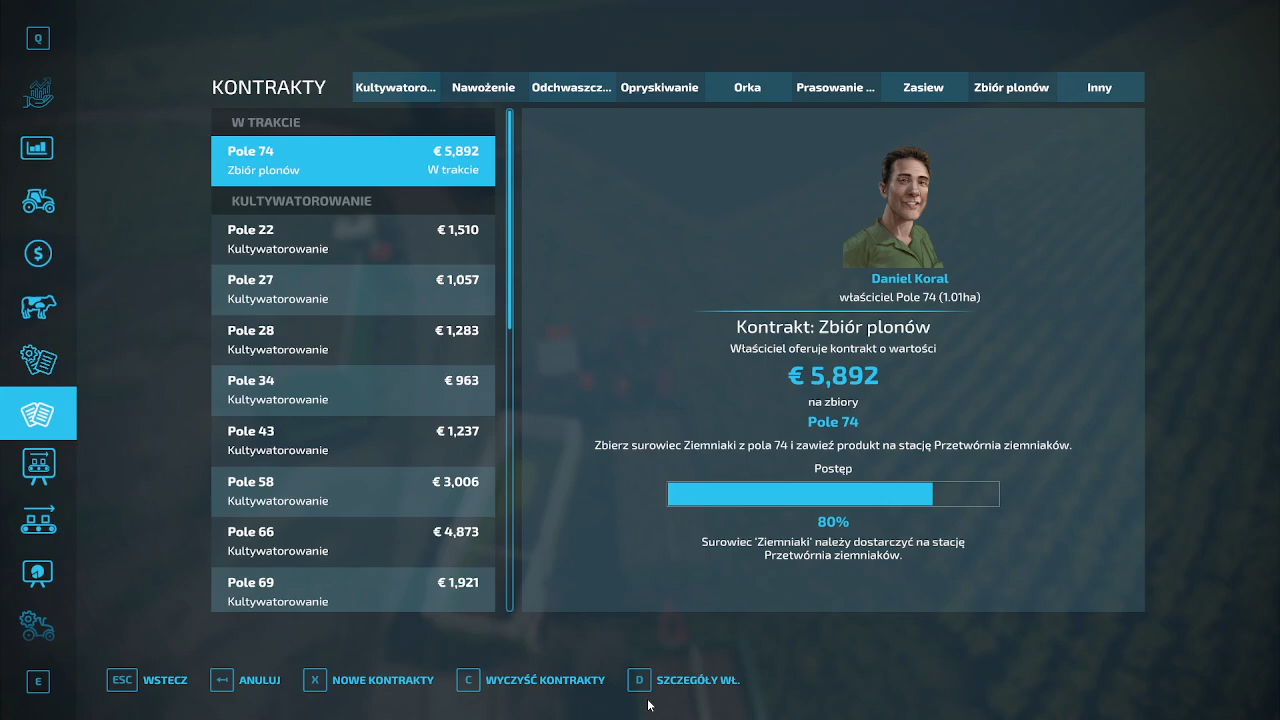 Q
KONTRAKTY
Kultywatoro...
Nawożenie
Odchwaszcz...
Opryskiwanie
Orka
Prasowanie ...
Zasiew
Zbiór plonów
Inny
W TRAKCIE
Pole 74 € 5,892
Zbiór plonów W trakcie
KULTYWATOROWANIE
Pole 22 € 1,510
Kultywatorowanie
Pole 27 € 1,057
Kultywatorowanie
Pole 28 € 1,283
Kultywatorowanie
Pole 34 € 963
Kultywatorowanie
Pole 43 € 1,237
Kultywatorowanie
Pole 58 € 3,006
Kultywatorowanie
Pole 66 € 4,873
Kultywatorowanie
Pole 69 € 1,921
Kultywatorowanie
Daniel Koral
właściciel Pole 74 (1.01ha)
Kontrakt: Zbiór plonów
Właściciel oferuje kontrakt o wartości
€ 5,892
na zbiory
Pole 74
Zbierz surowiec Ziemniaki z pola 74 i zawieź produkt na stację Przetwórnia ziemniaków.
Postęp
80%
Surowiec 'Ziemniaki' należy dostarczyć na stację
Przetwórnia ziemniaków.
E
ESC WSTECZ
ANULUJ
X NOWE KONTRAKTY
C WYCZYŚĆ KONTRAKTY
D SZCZEGÓŁY WŁ.